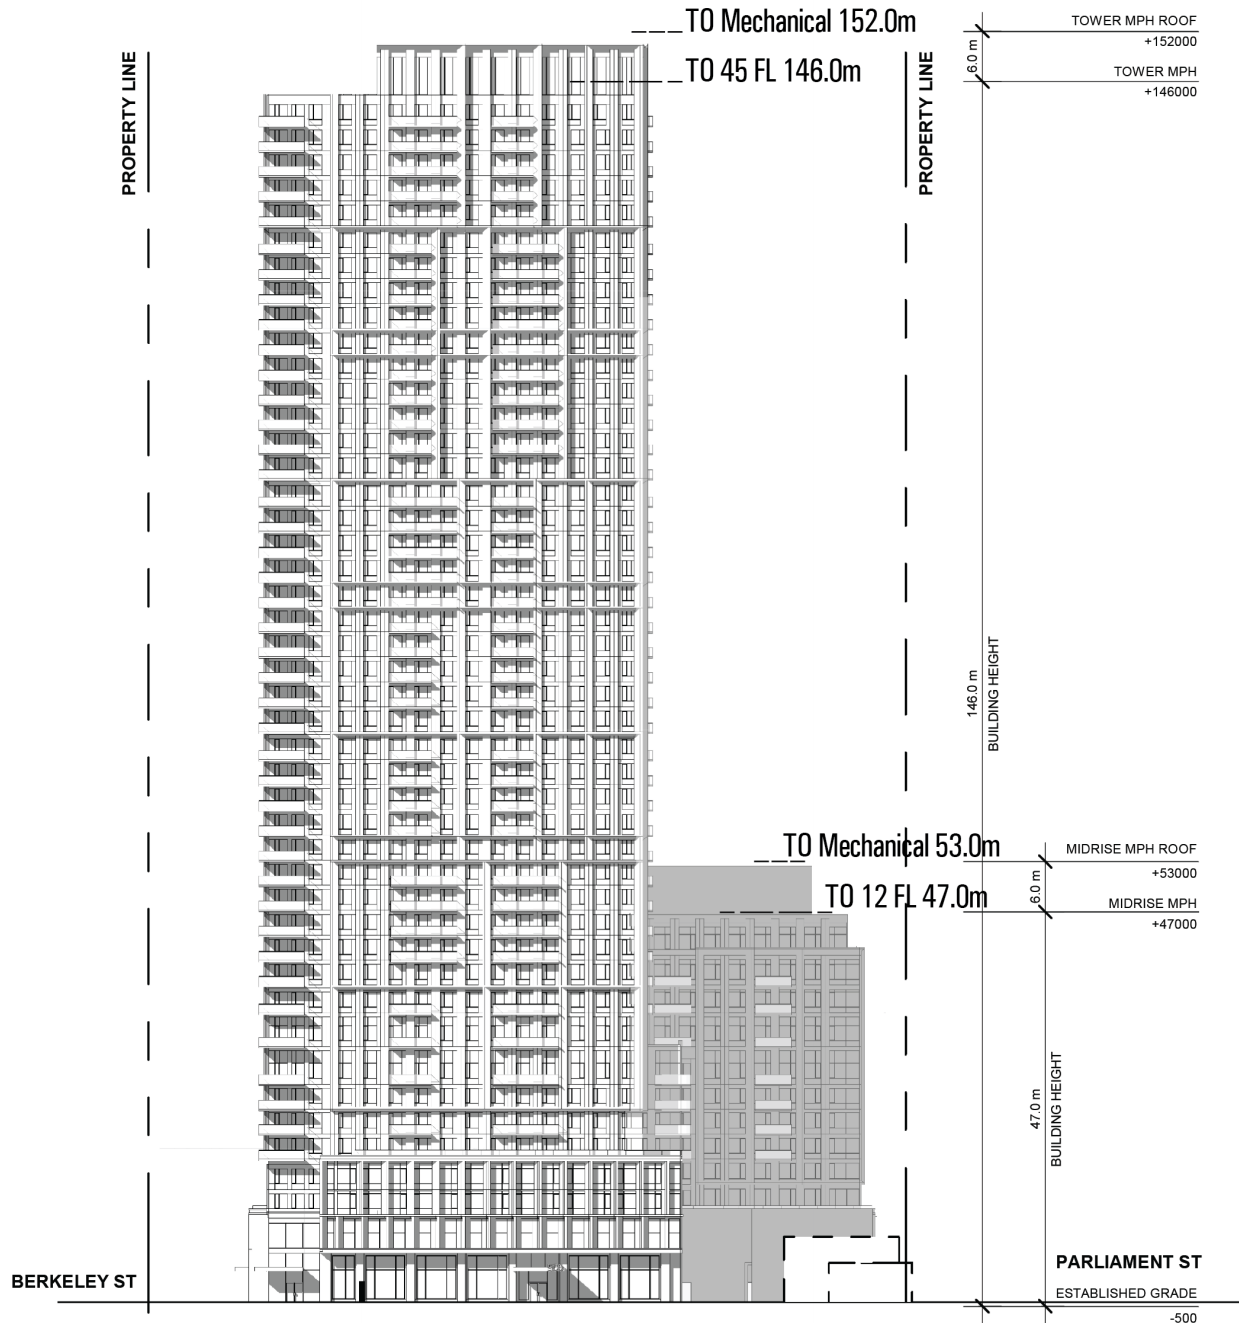 TO Mechanical 152.0m
TOWER MPH ROOF
+152000
6.0 m
TO 45 FL 146.0m
TOWER MPH
+146000
PROPERTY LINE
PROPERTY LINE
146.0 m
BUILDING HEIGHT
TO Mechanical 53.0m
MIDRISE MPH ROOF
+53000
6.0 m
TO 12 FL 47.0m
MIDRISE MPH
+47000
47.0 m
BUILDING HEIGHT
BERKELEY ST
PARLIAMENT ST
ESTABLISHED GRADE
-500